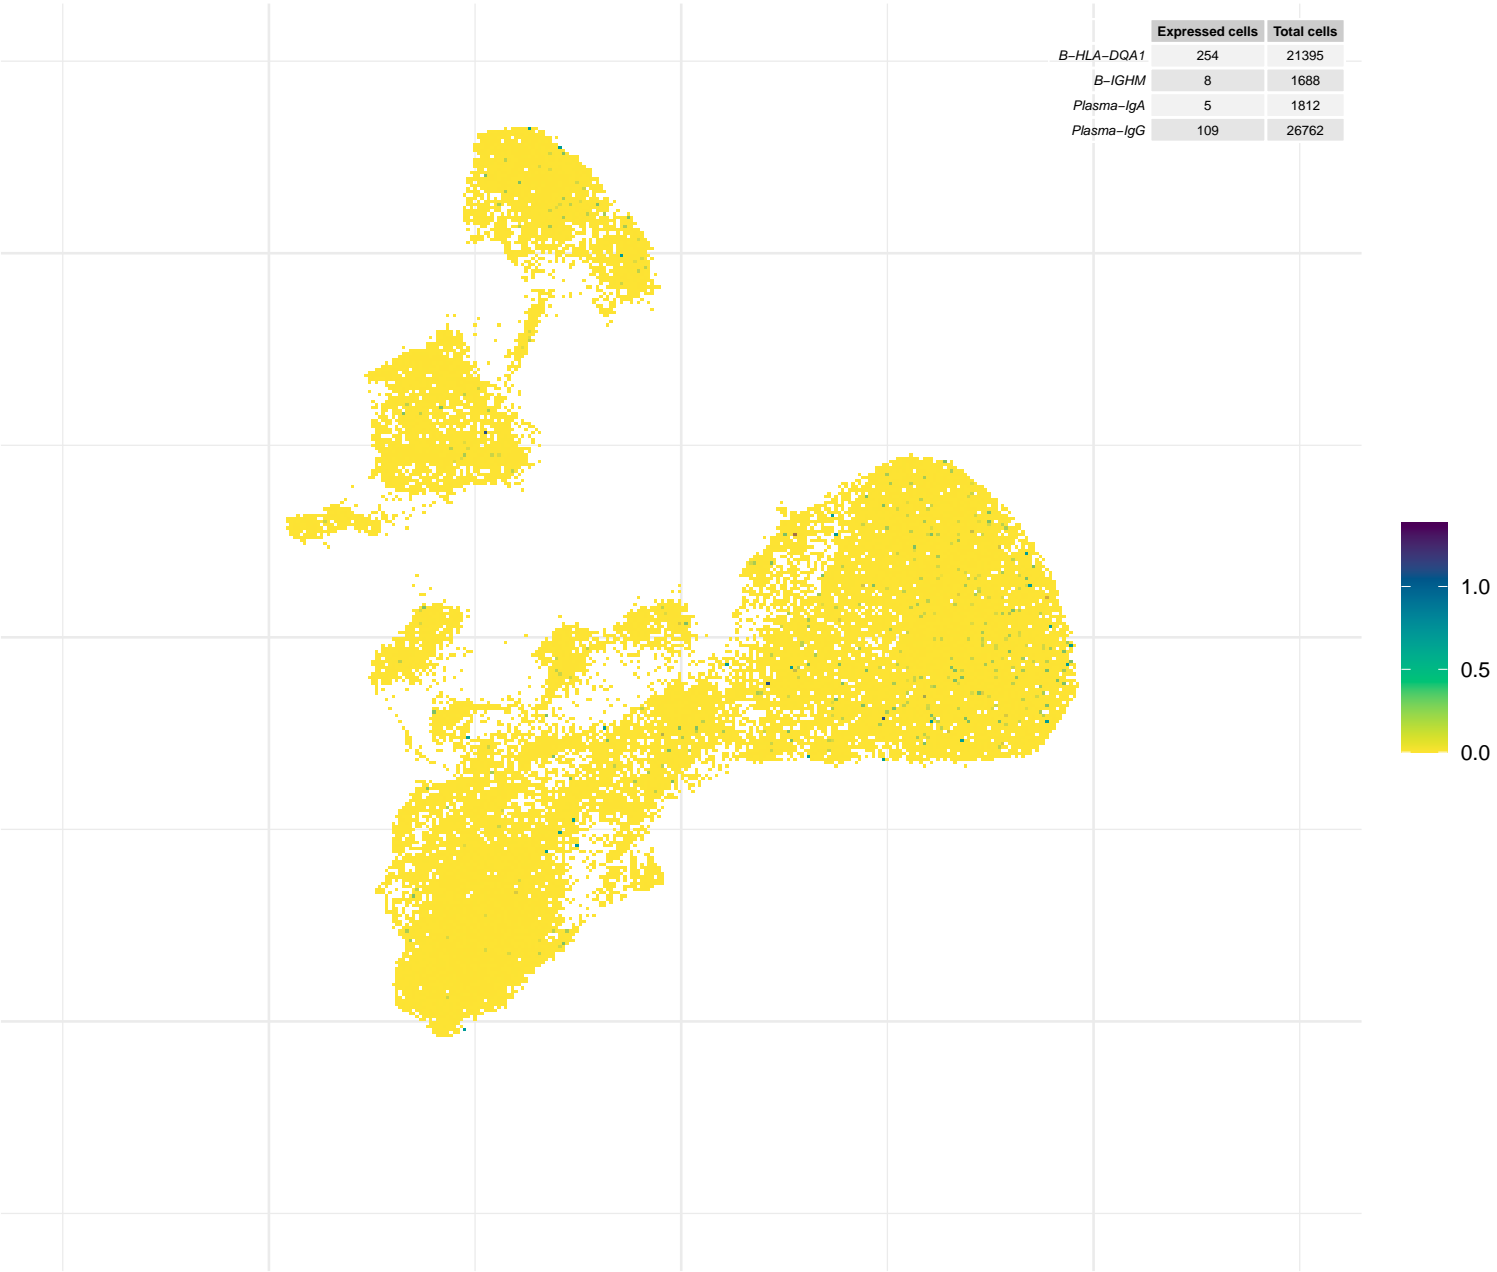 Expressed cells Total cells
B−HLA−DQA1 254 21395
B−IGHM 8 1688
Plasma−IgA 5 1812
Plasma−IgG 109 26762
1.0
0.5
0.0